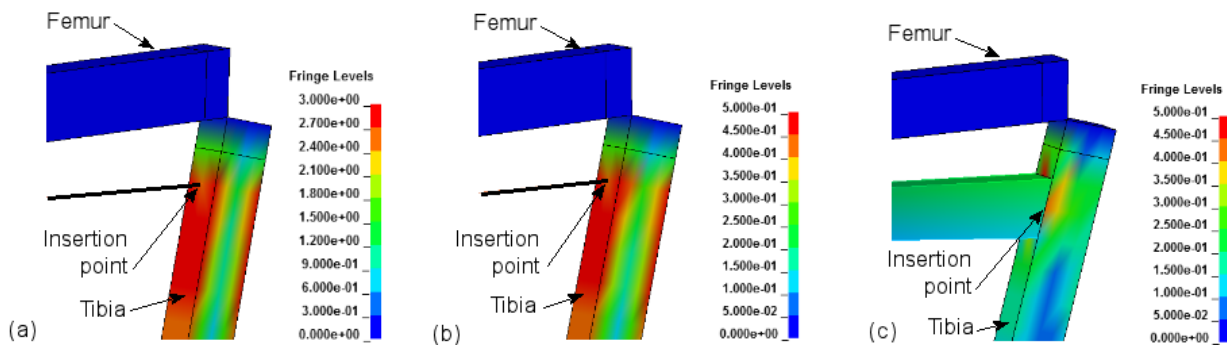 Femur
Fringe Levels
3.000e+00
2.700e+00
2.400e+00
2.100e+00
1.800e+00
1.500e+00
1.200e+00
9.000e-01
6.000e-01
3.000e-01
0.000e+00
Insertion
point
Tibia
(a)
Femur
Fringe Levels
5.000e-01
4.500e-01
4.000e-01
3.500e-01
3.000e-01
2.500e-01
2.000e-01
1.500e-01
1.000e-01
5.000e-02
0.000e+00
Insertion
point
Tibia
(b)
Femur
Fringe Levels
5.000e-01
4.500e-01
4.000e-01
3.500e-01
3.000e-01
2.500e-01
2.000e-01
1.500e-01
1.000e-01
5.000e-02
0.000e+00
Insertion
point
Tibia
(c)